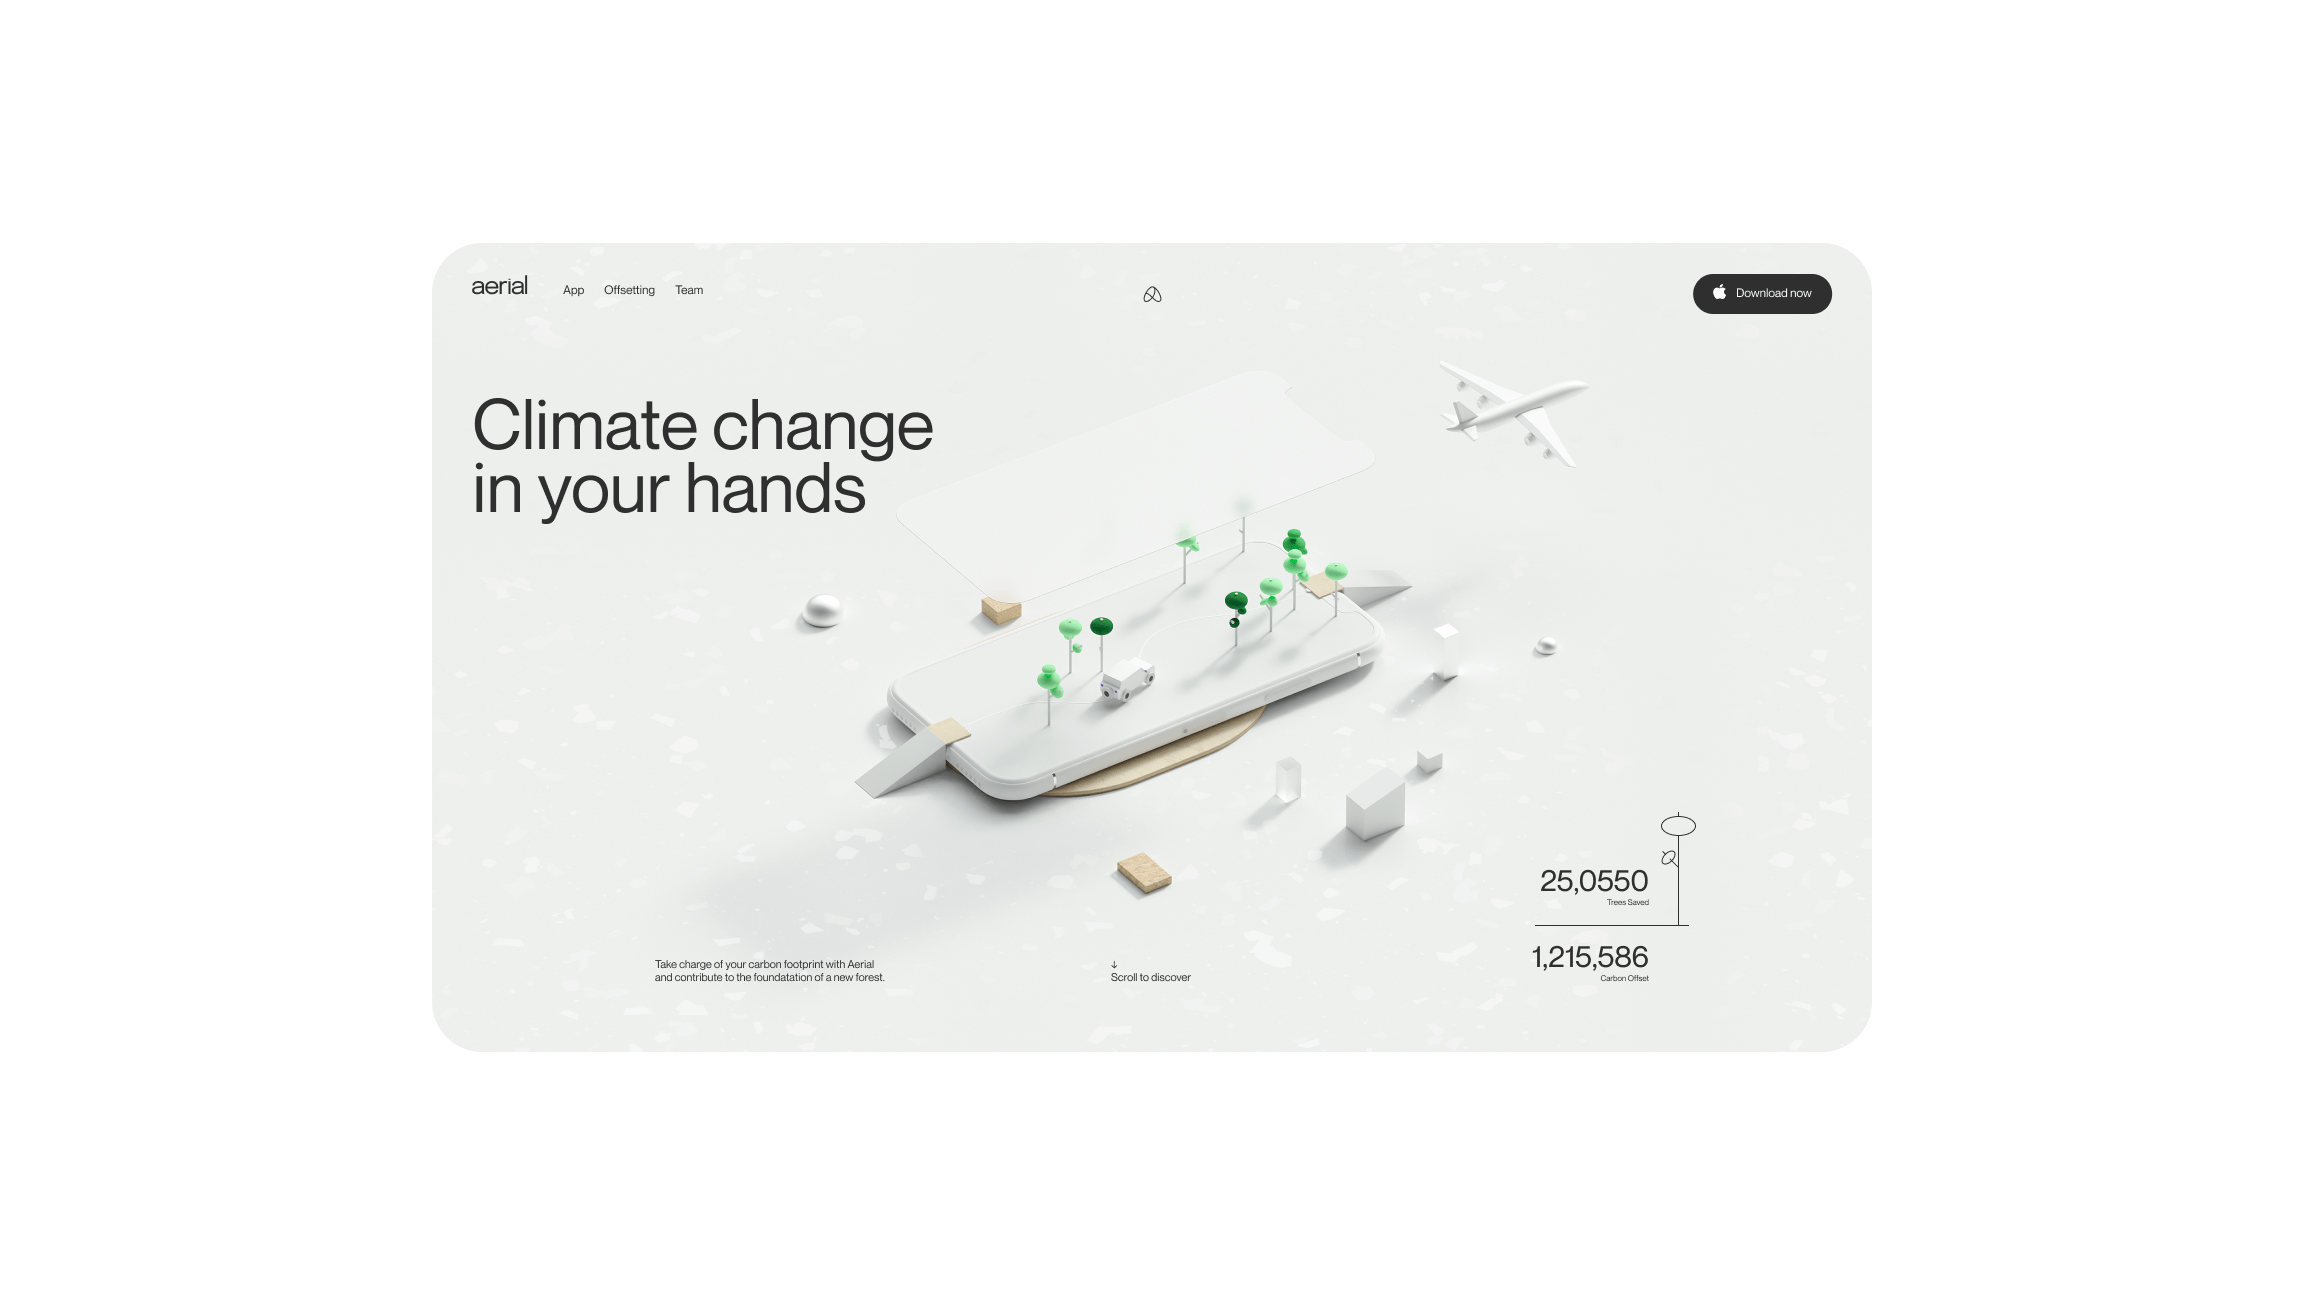 aerial
App
Offsetting
Team
Download now
Climate change
in your hands
25,0550
Trees Saved
1,215,586
Carbon Offset
Take charge of your carbon footprint with Aerial
and contribute to the foundatation of a new forest.
↓
Scroll to discover